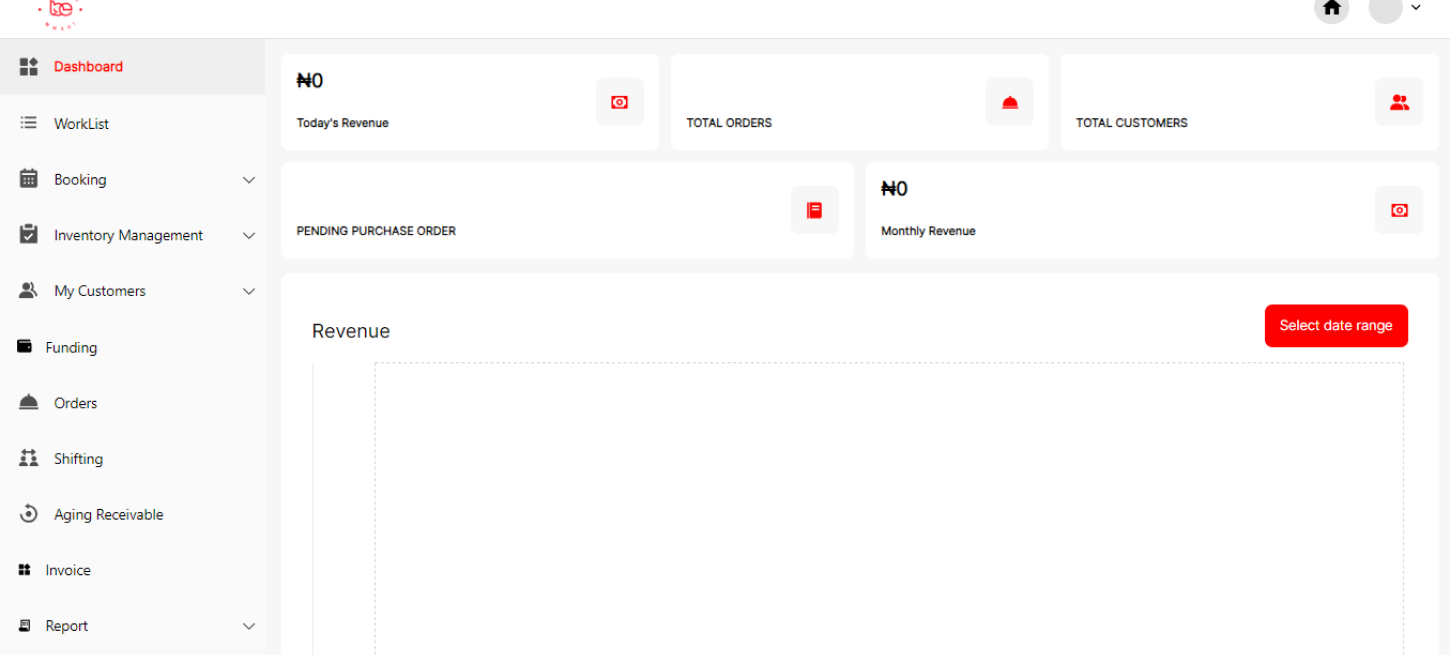 Dashboard
WorkList
Booking
Inventory Management
My Customers
Funding
Orders
Shifting
Aging Receivable
Invoice
Report
₦0
Today's Revenue
TOTAL ORDERS
TOTAL CUSTOMERS
PENDING PURCHASE ORDER
₦0
Monthly Revenue
Revenue
Select date range